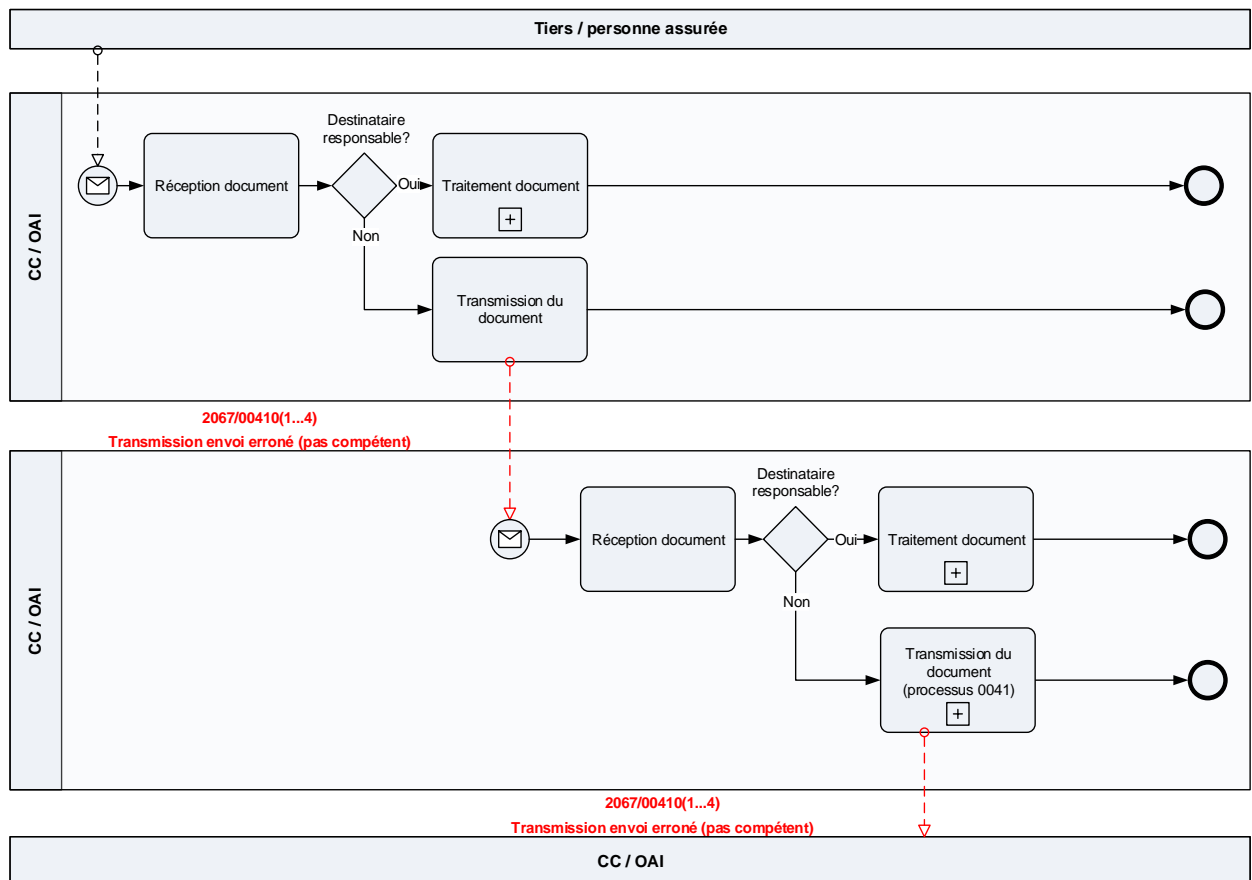 Tiers / personne assurée
CC / OAI
Destinataire
responsable?
Réception document
Oui
Traitement document
Non
Transmission du
document
2067/00410(1...4)
Transmission envoi erroné (pas compétent)
CC / OAI
Destinataire
responsable?
Réception document
Oui
Traitement document
Non
Transmission du
document
(processus 0041)
2067/00410(1...4)
Transmission envoi erroné (pas compétent)
CC / OAI